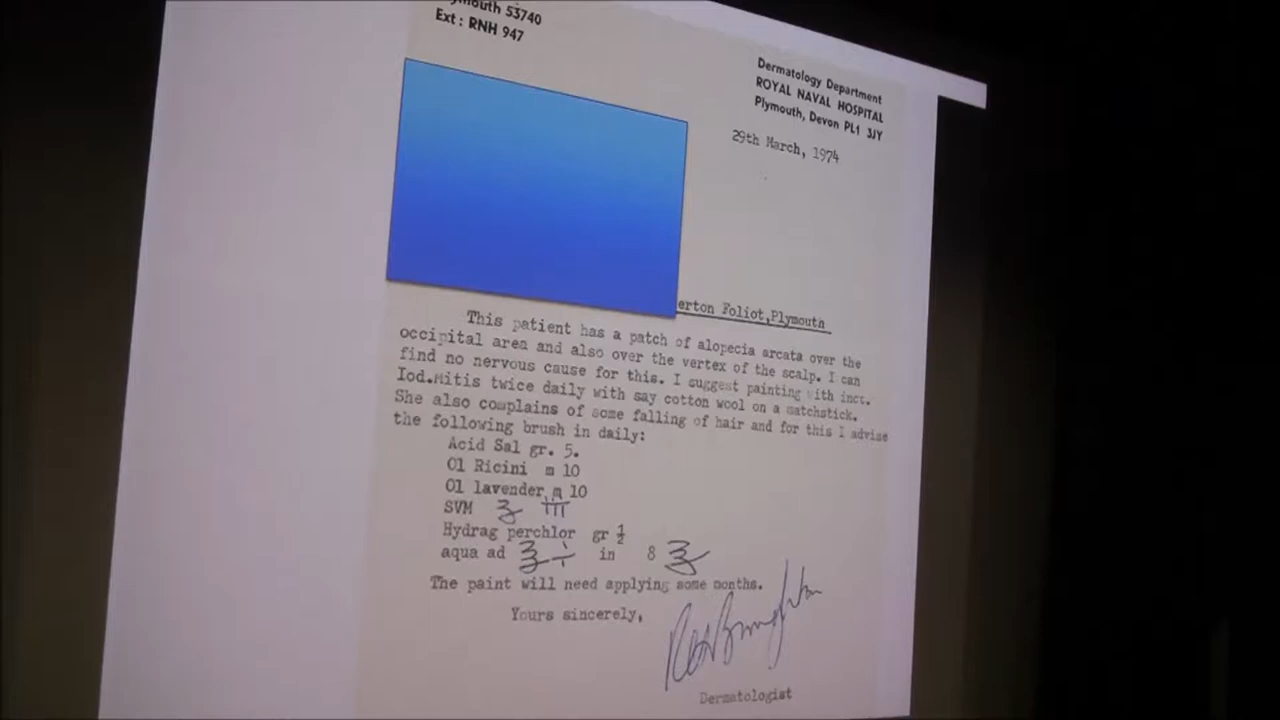 Plymouth 53740
Ext: RNH 947
Dermatology Department
ROYAL NAVAL HOSPITAL
Plymouth, Devon PL1 3JY
29th March, 1974
erton Foliot,Plymouth
This patient has a patch of alopecia arcata over the
occipital area and also over the vertex of the scalp. I can
find no nervous cause for this. I suggest painting with inct.
Iod.Mitis twice daily with say cotton wool on a matchstick.
She also complains of some falling of hair and for this I advise
the following brush in daily:
Acid Sal gr. 5.
Ol Ricini m 10
Ol lavender m 10
SVM ʒ III
Hydrag perchlor gr ½
aqua ad ℥ in 8 ℥
The paint will need applying some months.
Yours sincerely,
Dermatologist